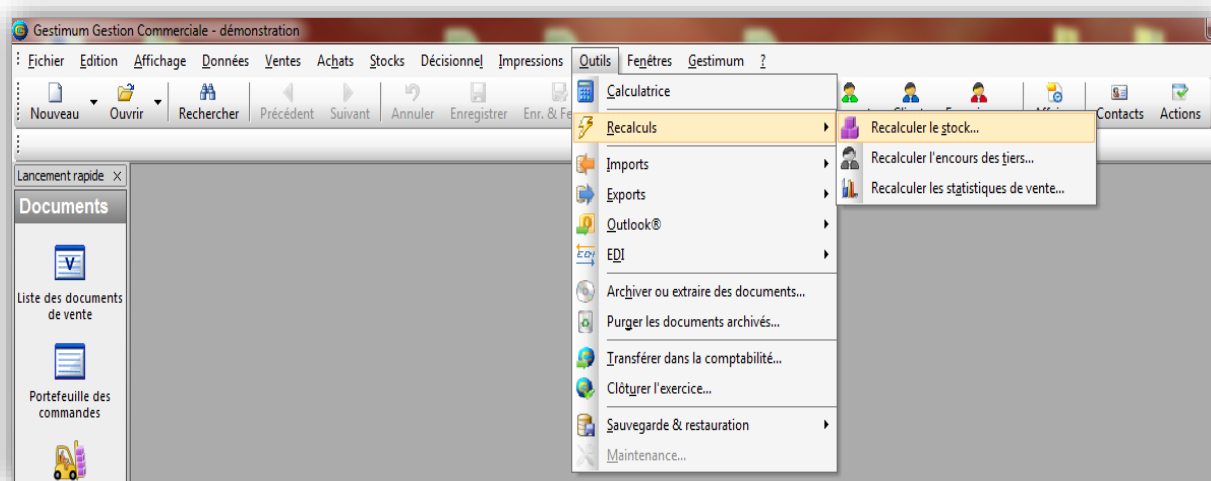 Gestimum Gestion Commerciale - démonstration
Fichier Edition Affichage Données Ventes Achats Stocks Décisionnel Impressions Outils Fenêtres Gestimum ?
Nouveau Ouvrir Rechercher Précédent Suivant Annuler Enregistrer Enr. & Contacts Actions
Calculatrice
Recalculs
Recalculer le stock...
Recalculer l'encours des tiers...
Recalculer les statistiques de vente...
Imports
Exports
Outlook®
EDI
Archiver ou extraire des documents...
Purger les documents archivés...
Transférer dans la comptabilité...
Clôturer l'exercice...
Sauvegarde & restauration
Maintenance...
Lancement rapide
Documents
V
Liste des documents
de vente
Portefeuille des
commandes